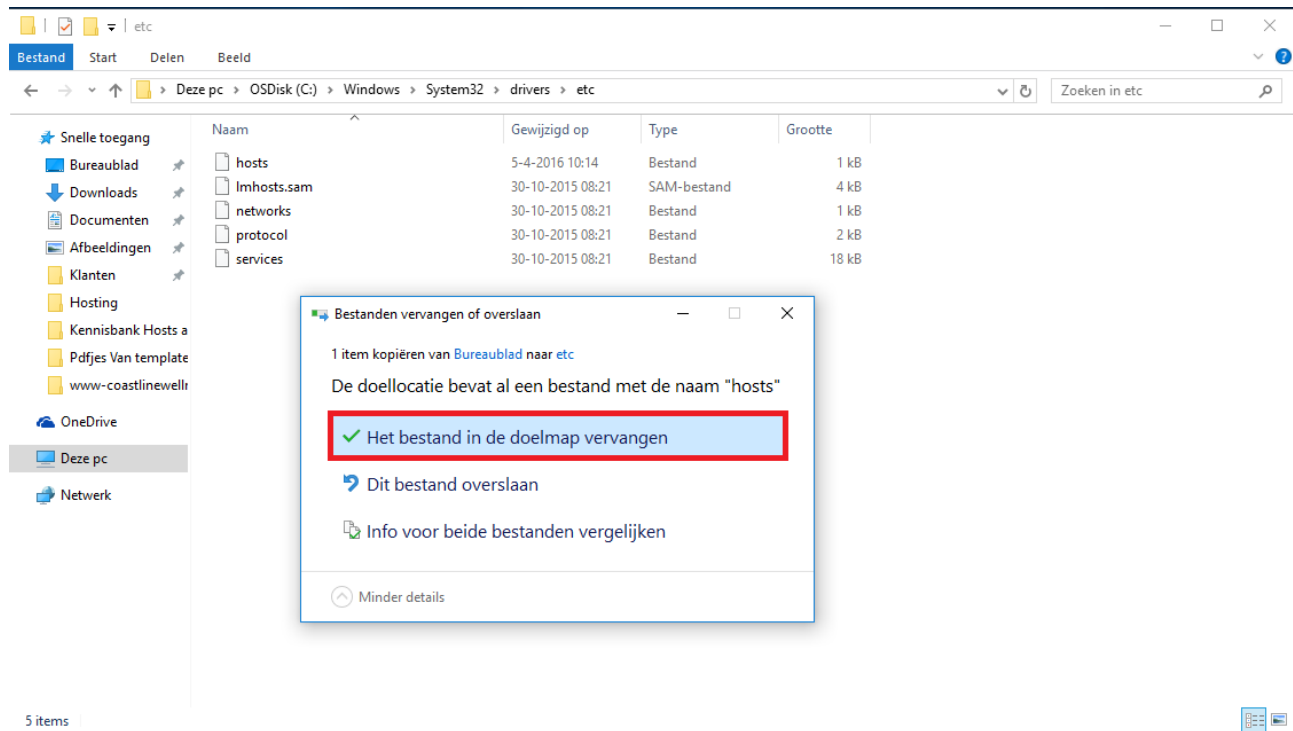 etc
Bestand Start Delen Beeld
Deze pc > OSDisk (C:) > Windows > System32 > drivers > etc Zoeken in etc
Naam Gewijzigd op Type Grootte
Snelle toegang
Bureaublad
Downloads
Documenten
Afbeeldingen
Klanten
Hosting
Kennisbank Hosts a
Pdfjes Van template
www-coastlinewellr
OneDrive
Deze pc
Netwerk
hosts 5-4-2016 10:14 Bestand 1 kB
lmhosts.sam 30-10-2015 08:21 SAM-bestand 4 kB
networks 30-10-2015 08:21 Bestand 1 kB
protocol 30-10-2015 08:21 Bestand 2 kB
services 30-10-2015 08:21 Bestand 18 kB
Bestanden vervangen of overslaan
1 item kopiëren van Bureaublad naar etc
De doellocatie bevat al een bestand met de naam "hosts"
Het bestand in de doelmap vervangen
Dit bestand overslaan
Info voor beide bestanden vergelijken
Minder details
5 items